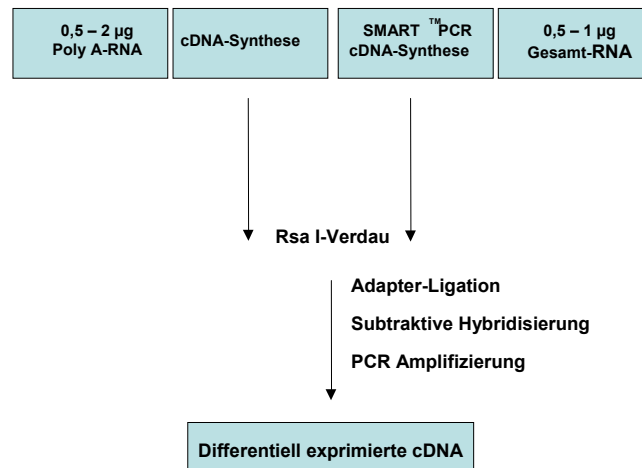 0,5 – 2 µg
Poly A-RNA
cDNA-Synthese
SMART ™PCR
cDNA-Synthese
0,5 – 1 µg
Gesamt-RNA
Rsa I-Verdau
Adapter-Ligation
Subtraktive Hybridisierung
PCR Amplifizierung
Differentiell exprimierte cDNA